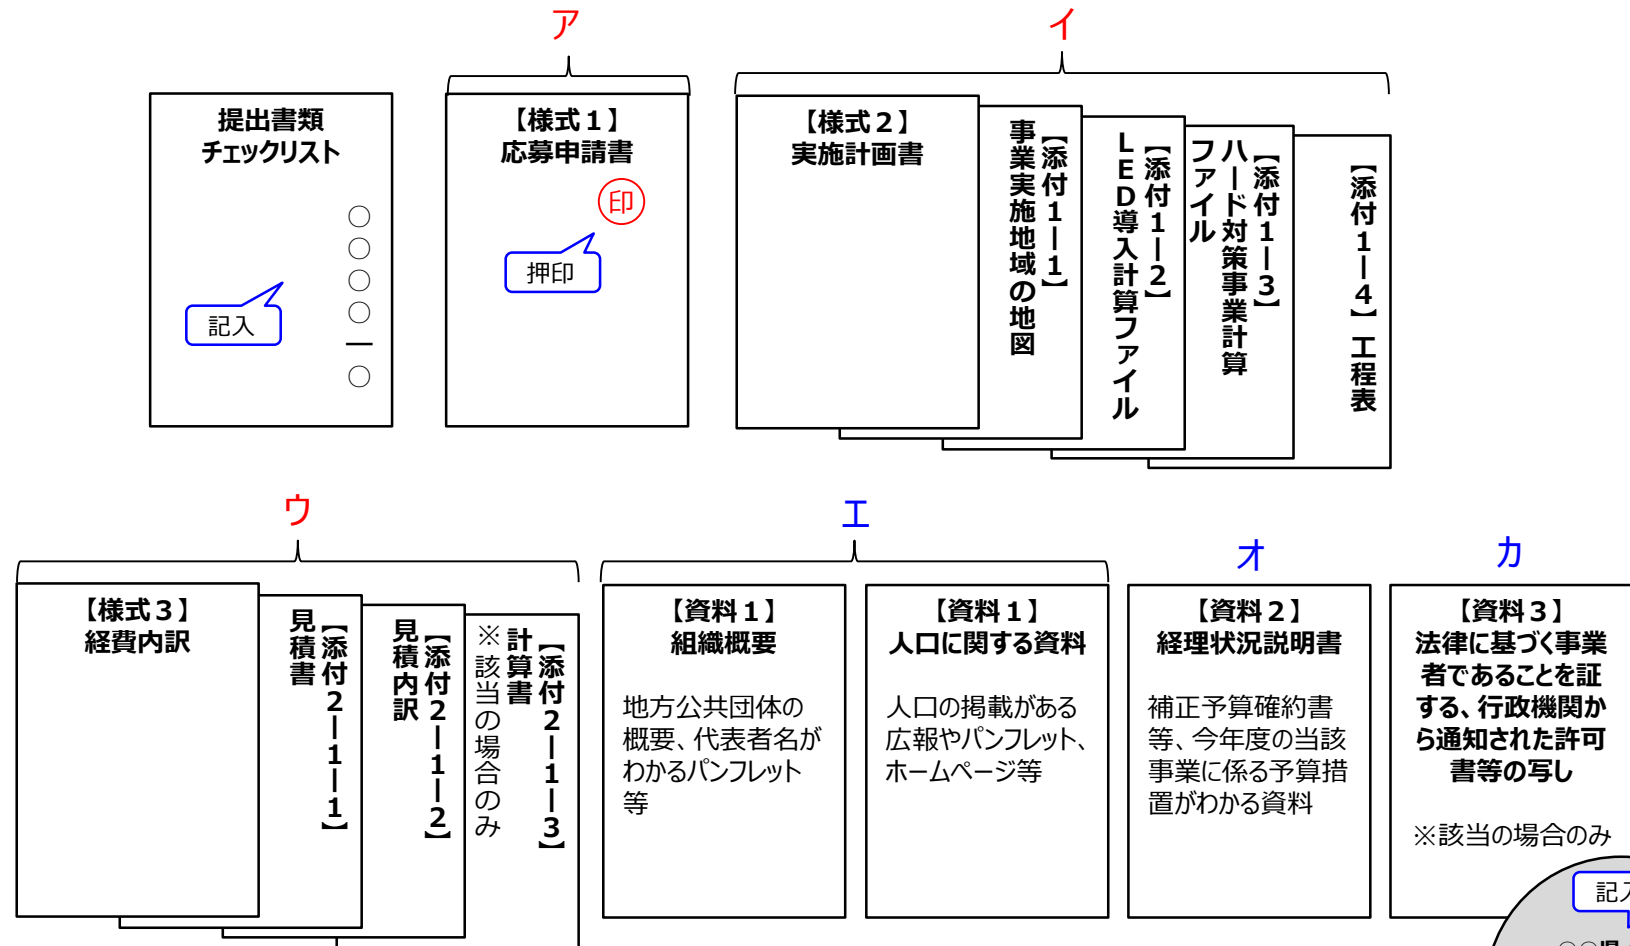 ア
イ
提出書類
チェックリスト
○
○
○
○
―
○
記入
【様式１】
応募申請書
印
押印
【様式２】
実施計画書
【添付１ー１】
事業実施地域の地図
【添付１ー２】
ＬＥＤ導入計算ファイル
【添付１ー３】
ハード対策事業計算
ファイル
【添付１ー４】工程表
ウ
エ
オ
カ
【様式３】
経費内訳
【添付２ー１ー１】
見積書
【添付２ー１ー２】
見積内訳
【添付２ー１ー３】
計算書
※該当の場合のみ
【資料１】
組織概要
地方公共団体の
概要、代表者名が
わかるパンフレット
等
【資料１】
人口に関する資料
人口の掲載がある
広報やパンフレット、
ホームページ等
【資料２】
経理状況説明書
補正予算確約書
等、今年度の当該
事業に係る予算措
置がわかる資料
【資料３】
法律に基づく事業
者であることを証
する、行政機関か
ら通知された許可
書等の写し
※該当の場合のみ
記入